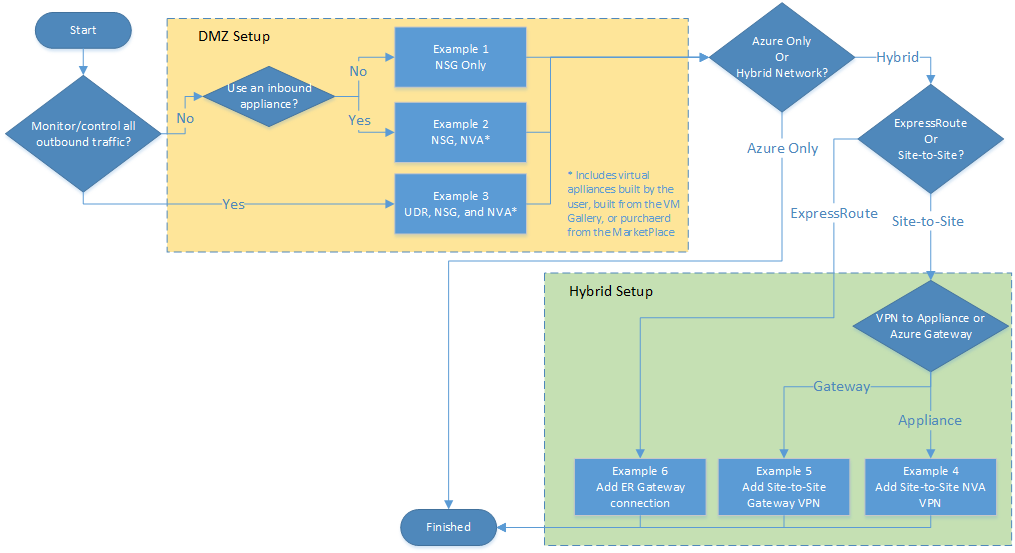 Start
Monitor/control all
outbound traffic?
No
Yes
DMZ Setup
Use an inbound
appliance?
No
Yes
Example 1
NSG Only
Example 2
NSG, NVA*
Example 3
UDR, NSG, and NVA*
* Includes virtual
apliiances built by the
user, built from the VM
Gallery, or purchaerd
from the MarketPlace
Azure Only
Or
Hybrid Network?
Hybrid
Azure Only
ExpressRoute
Or
Site-to-Site?
ExpressRoute
Site-to-Site
Hybrid Setup
VPN to Appliance or
Azure Gateway
Gateway
Appliance
Example 6
Add ER Gateway
connection
Example 5
Add Site-to-Site
Gateway VPN
Example 4
Add Site-to-Site NVA
VPN
Finished